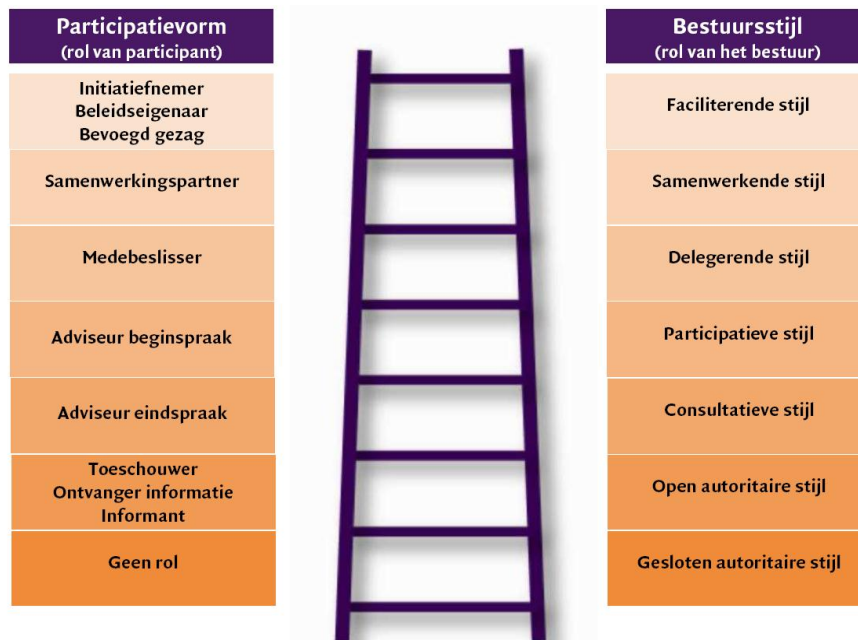 Participatievorm
(rol van participant)
Initiatiefnemer
Beleidseigenaar
Bevoegd gezag
Samenwerkingspartner
Medebeslisser
Adviseur beginspraak
Adviseur eindspraak
Toeschouwer
Ontvanger informatie
Informant
Geen rol
Bestuursstijl
(rol van het bestuur)
Faciliterende stijl
Samenwerkende stijl
Delegerende stijl
Participatieve stijl
Consultatieve stijl
Open autoritaire stijl
Gesloten autoritaire stijl